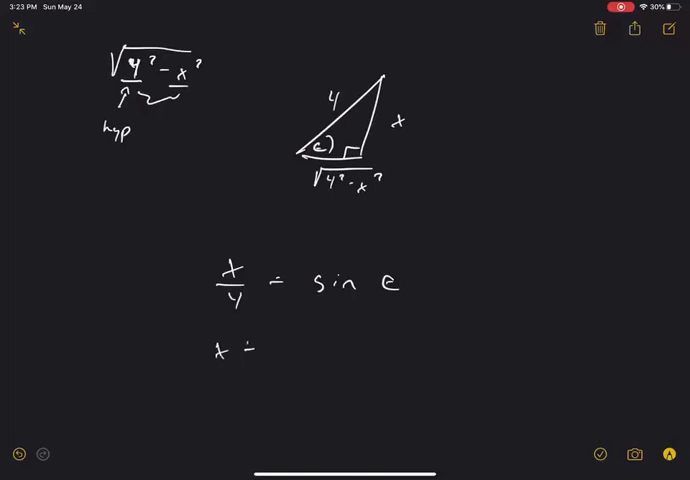 3:23 PM Sun May 24
30%
√4² - x²
hyp
4
x
θ
√4² - x²
x/4 = sin θ
x =